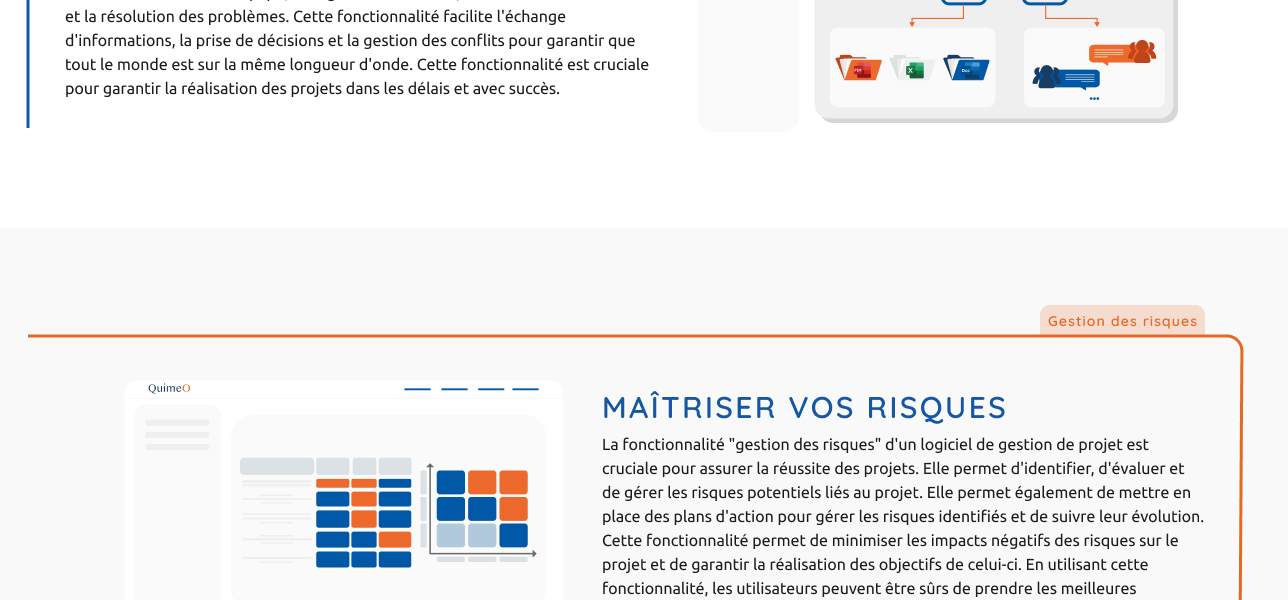 et la résolution des problèmes. Cette fonctionnalité facilite l'échange
d'informations, la prise de décisions et la gestion des conflits pour garantir que
tout le monde est sur la même longueur d'onde. Cette fonctionnalité est cruciale
pour garantir la réalisation des projets dans les délais et avec succès.
Gestion des risques
QuimeO
MAÎTRISER VOS RISQUES
La fonctionnalité "gestion des risques" d'un logiciel de gestion de projet est
cruciale pour assurer la réussite des projets. Elle permet d'identifier, d'évaluer et
de gérer les risques potentiels liés au projet. Elle permet également de mettre en
place des plans d'action pour gérer les risques identifiés et de suivre leur évolution.
Cette fonctionnalité permet de minimiser les impacts négatifs des risques sur le
projet et de garantir la réalisation des objectifs de celui-ci. En utilisant cette
fonctionnalité, les utilisateurs peuvent être sûrs de prendre les meilleures